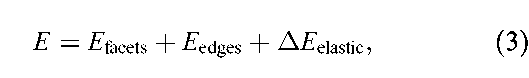 E = E_facets + E_edges + ΔE_elastic, (3)